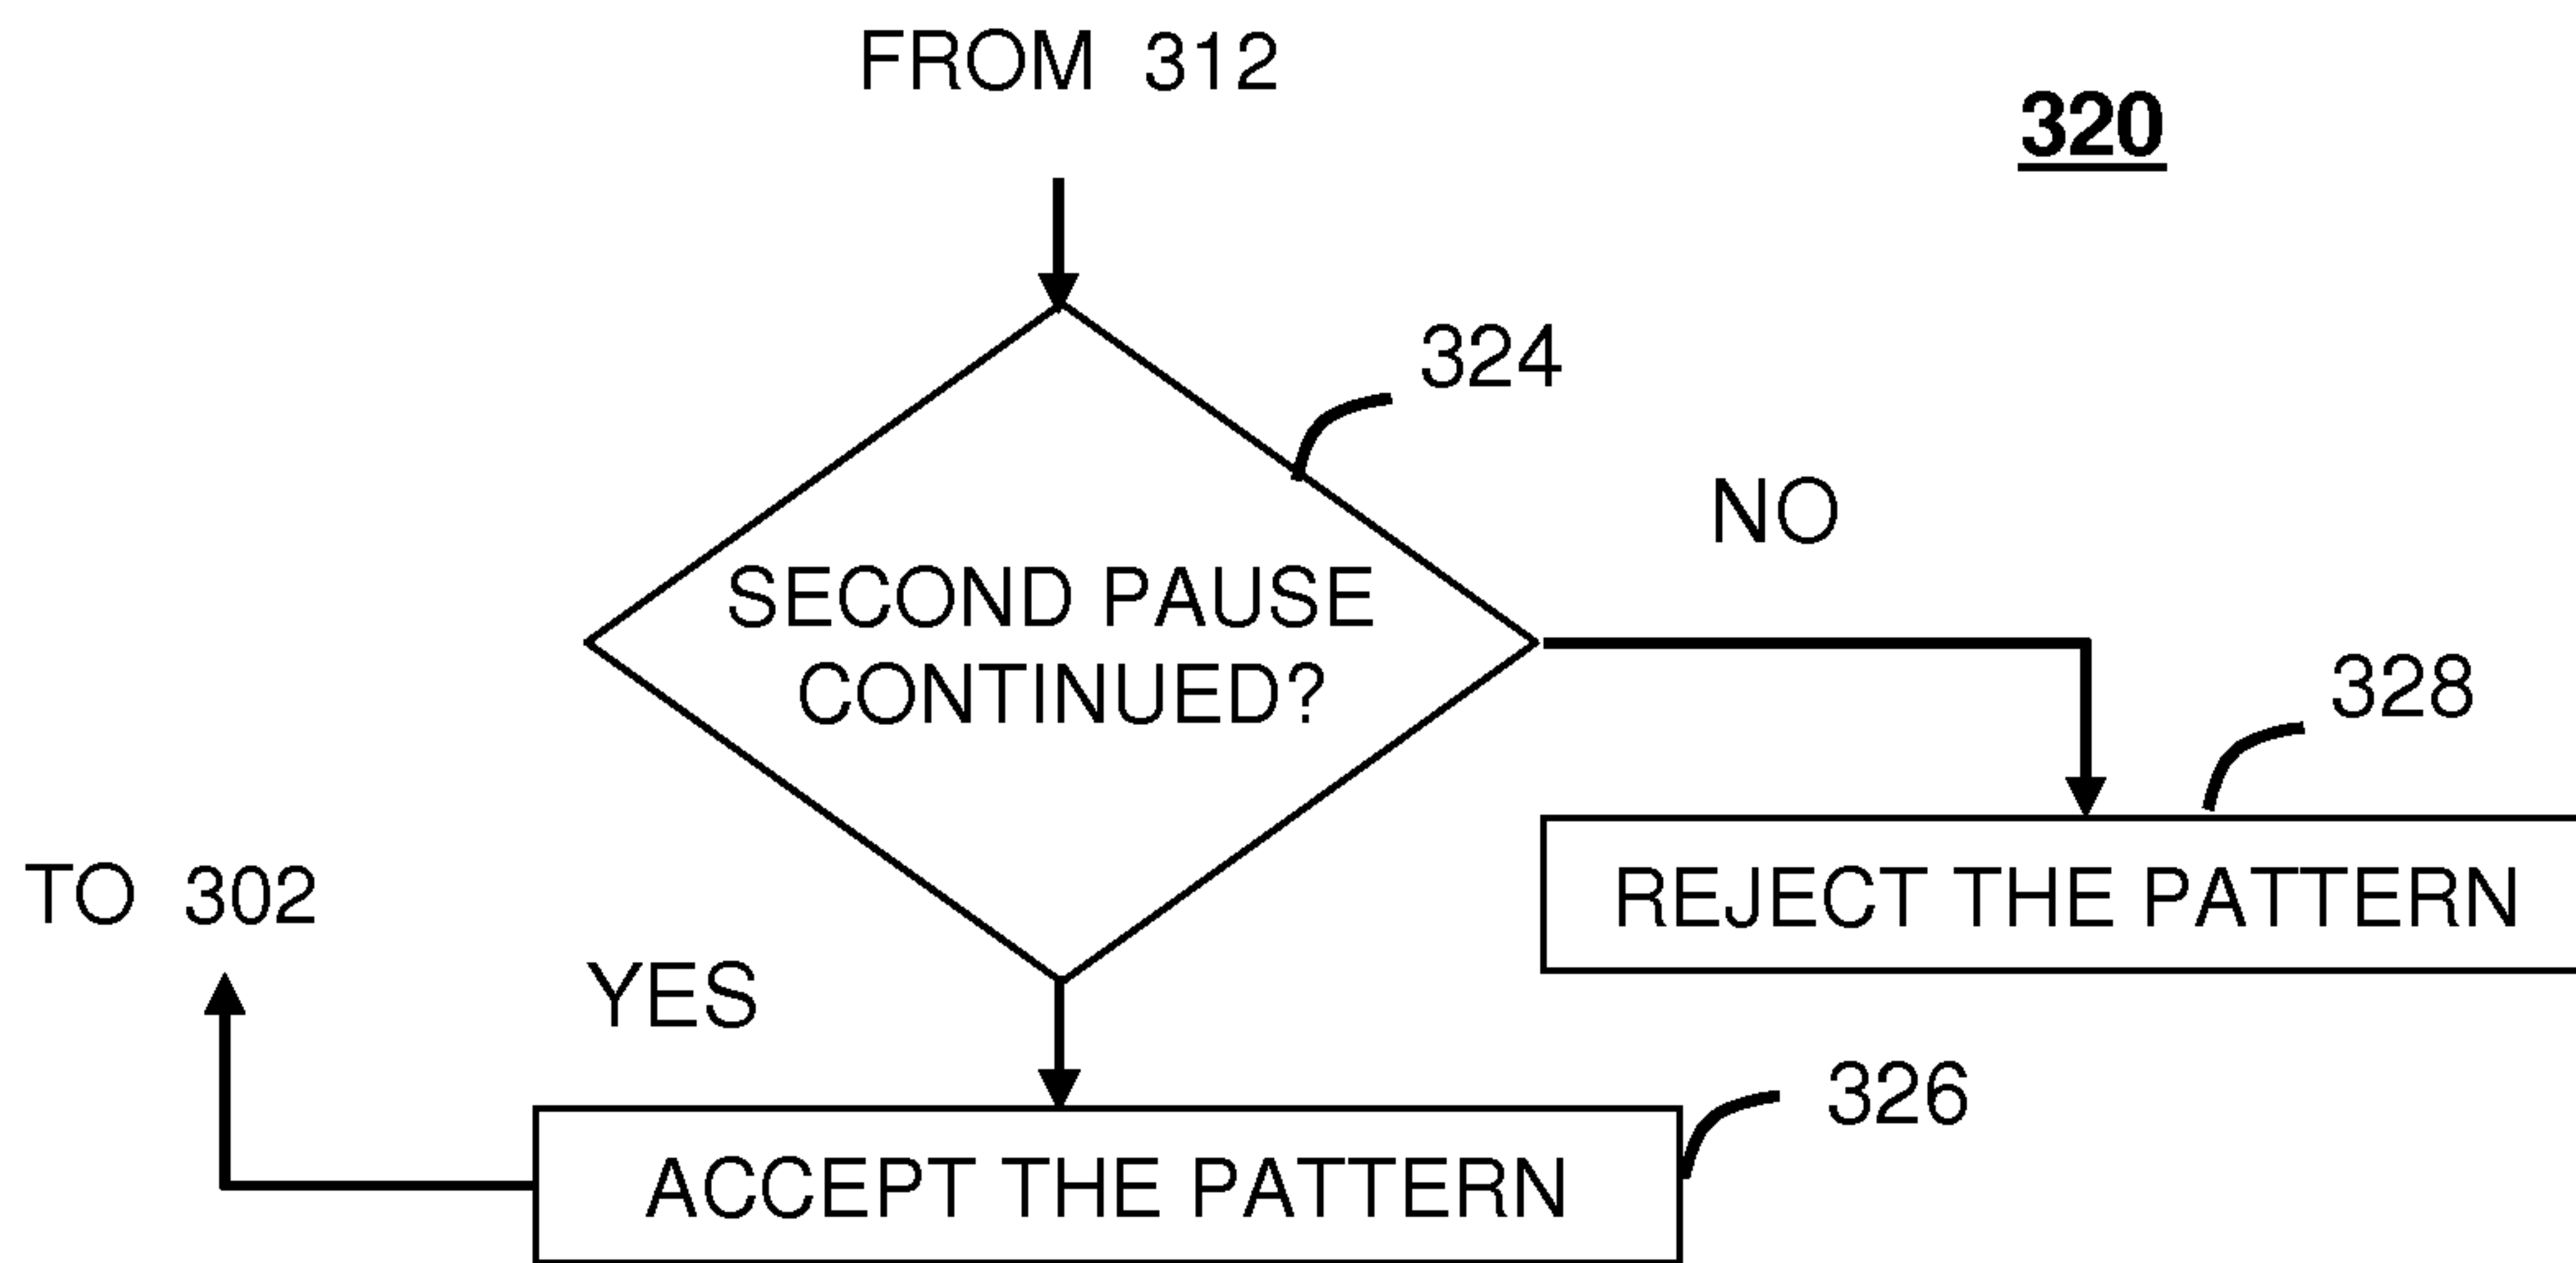 FROM 312
320
324
NO
SECOND PAUSE
CONTINUED?
328
REJECT THE PATTERN
TO 302
YES
326
ACCEPT THE PATTERN